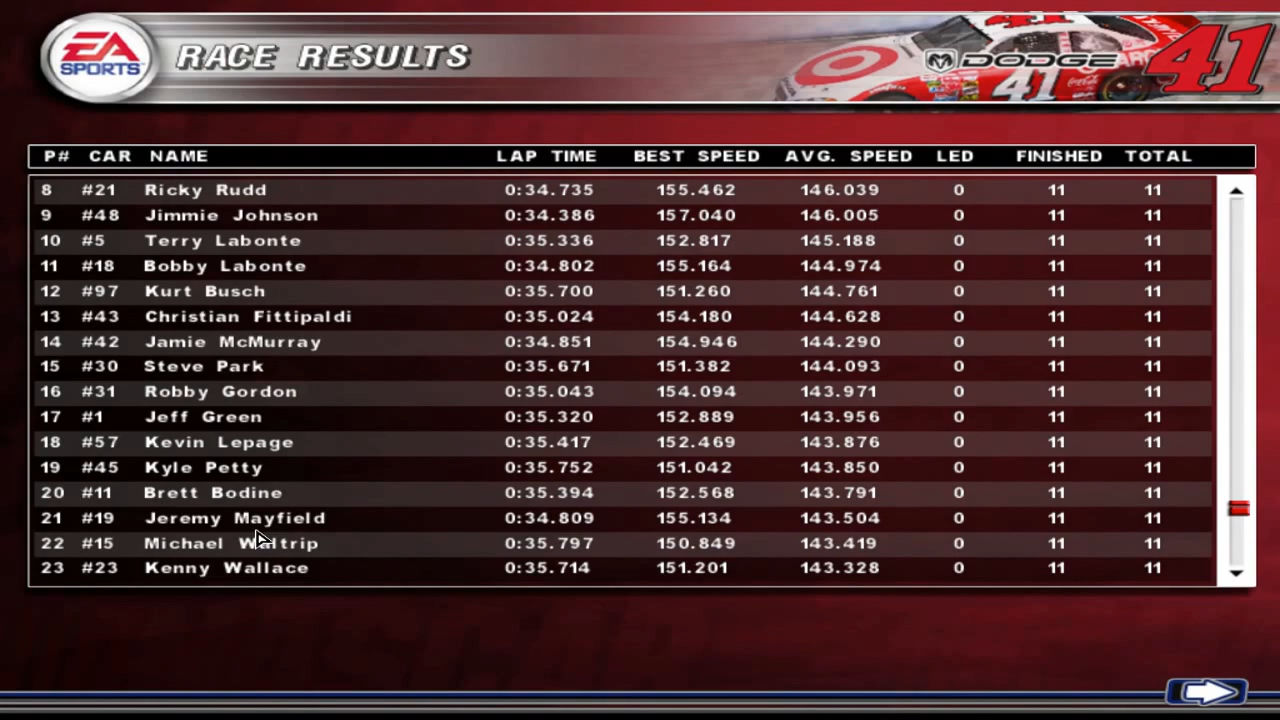 EA SPORTS RACE RESULTS DODGE 41
41
P# CAR NAME LAP TIME BEST SPEED AVG. SPEED LED FINISHED TOTAL
8 #21 Ricky Rudd 0:34.735 155.462 146.039 0 11 11
9 #48 Jimmie Johnson 0:34.386 157.040 146.005 0 11 11
10 #5 Terry Labonte 0:35.336 152.817 145.188 0 11 11
11 #18 Bobby Labonte 0:34.802 155.164 144.974 0 11 11
12 #97 Kurt Busch 0:35.700 151.260 144.761 0 11 11
13 #43 Christian Fittipaldi 0:35.024 154.180 144.628 0 11 11
14 #42 Jamie McMurray 0:34.851 154.946 144.290 0 11 11
15 #30 Steve Park 0:35.671 151.382 144.093 0 11 11
16 #31 Robby Gordon 0:35.043 154.094 143.971 0 11 11
17 #1 Jeff Green 0:35.320 152.889 143.956 0 11 11
18 #57 Kevin Lepage 0:35.417 152.469 143.876 0 11 11
19 #45 Kyle Petty 0:35.752 151.042 143.850 0 11 11
20 #11 Brett Bodine 0:35.394 152.568 143.791 0 11 11
21 #19 Jeremy Mayfield 0:34.809 155.134 143.504 0 11 11
22 #15 Michael Waltrip 0:35.797 150.849 143.419 0 11 11
23 #23 Kenny Wallace 0:35.714 151.201 143.328 0 11 11